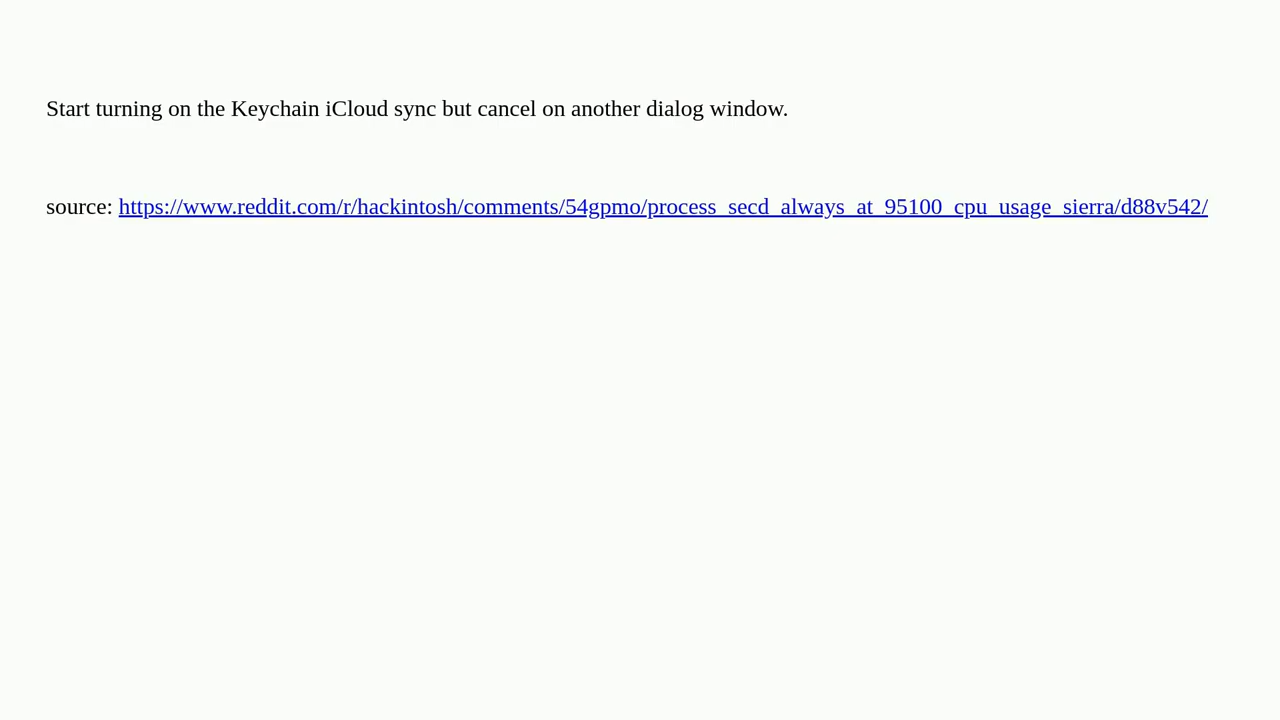 Start turning on the Keychain iCloud sync but cancel on another dialog window.
source: https://www.reddit.com/r/hackintosh/comments/54gpmo/process_secd_always_at_95100_cpu_usage_sierra/d88v542/